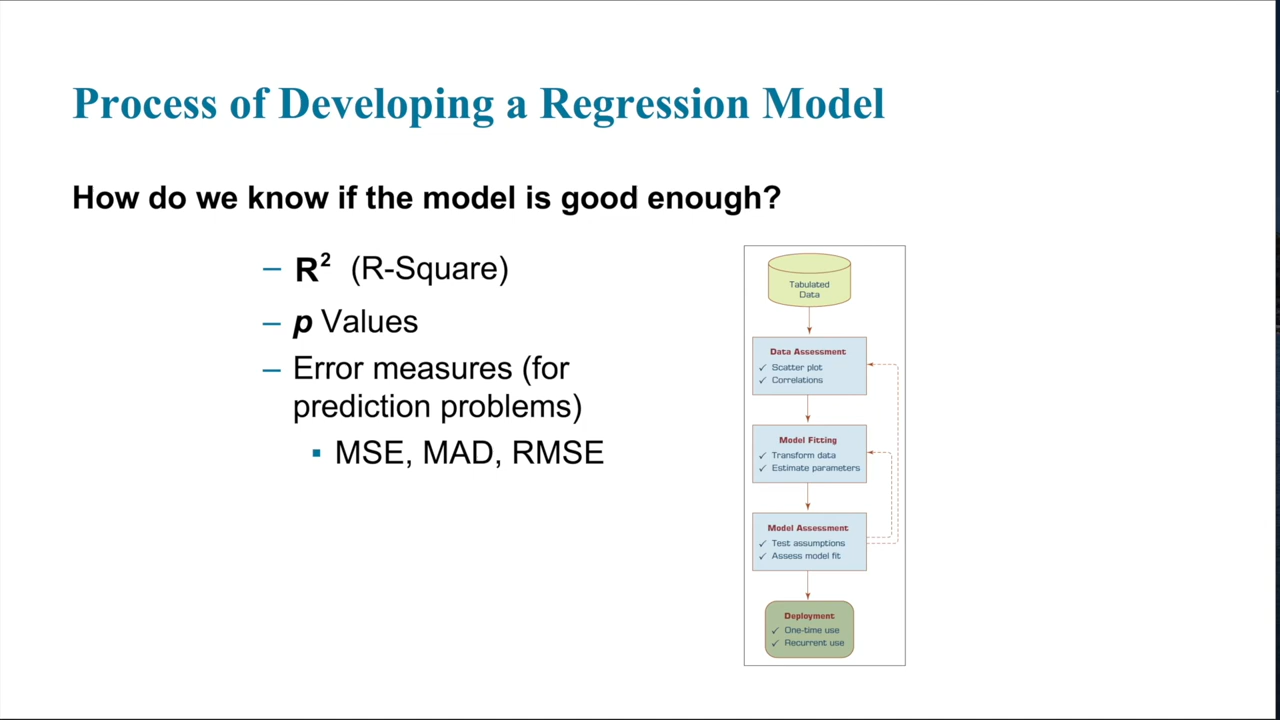 Process of Developing a Regression Model
How do we know if the model is good enough?
– R² (R-Square)
– p Values
– Error measures (for
prediction problems)
▪ MSE, MAD, RMSE
Tabulated
Data
Data Assessment
✓ Scatter plot
✓ Correlations
Model Fitting
✓ Transform data
✓ Estimate parameters
Model Assessment
✓ Test assumptions
✓ Assess model fit
Deployment
✓ One-time use
✓ Recurrent use